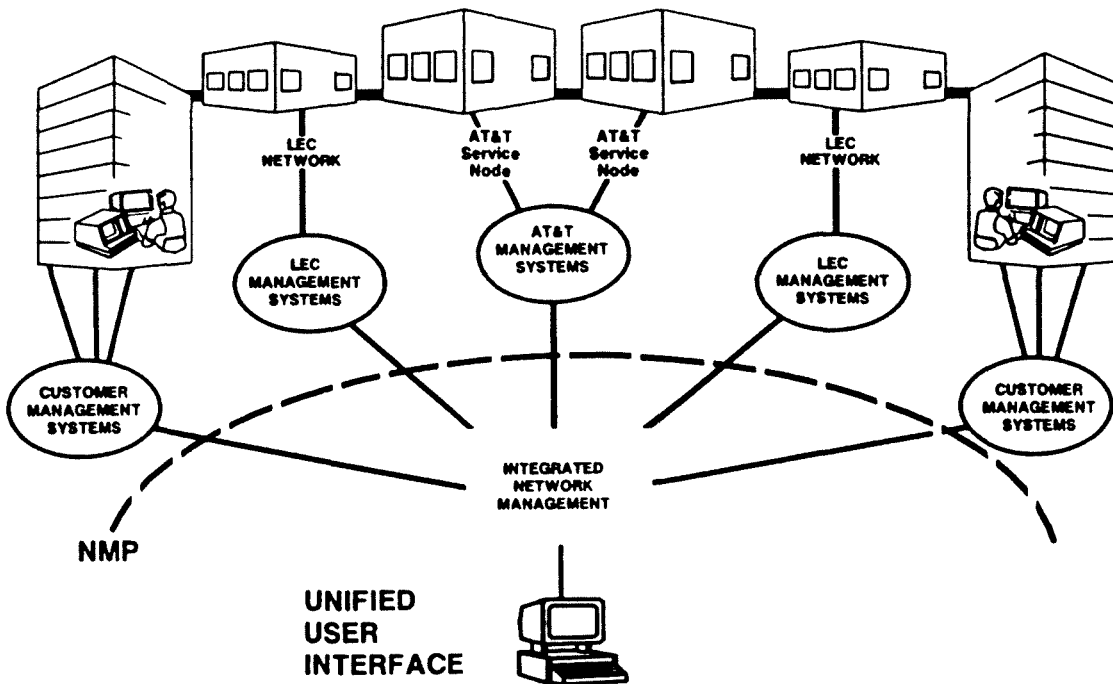 LEC
NETWORK
AT&T
Service
Node
AT&T
Service
Node
LEC
NETWORK
LEC
MANAGEMENT
SYSTEMS
AT&T
MANAGEMENT
SYSTEMS
LEC
MANAGEMENT
SYSTEMS
CUSTOMER
MANAGEMENT
SYSTEMS
CUSTOMER
MANAGEMENT
SYSTEMS
INTEGRATED
NETWORK
MANAGEMENT
NMP
UNIFIED
USER
INTERFACE